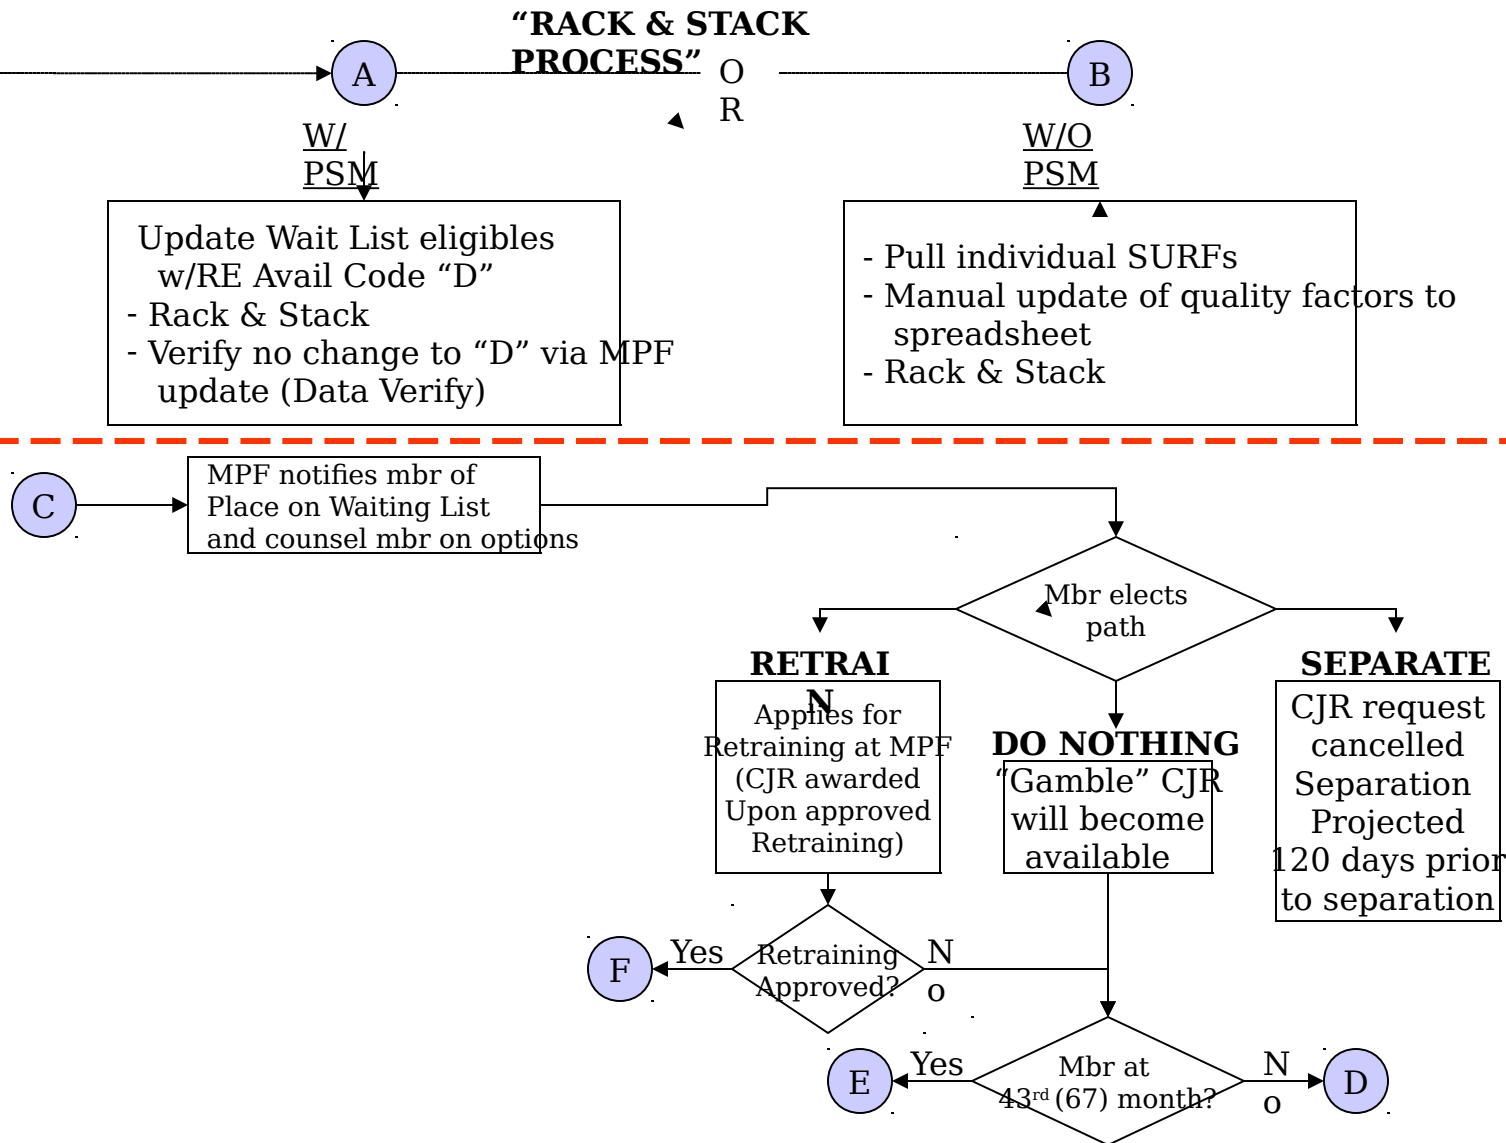 “RACK & STACK
PROCESS”
A
O
R
B
W/
PSM
W/O
PSM
Update Wait List eligibles
w/RE Avail Code “D”
- Rack & Stack
- Verify no change to “D” via MPF
update (Data Verify)
- Pull individual SURFs
- Manual update of quality factors to
spreadsheet
- Rack & Stack
C
MPF notifies mbr of
Place on Waiting List
and counsel mbr on options
Mbr elects
path
RETRAI
N
Applies for
Retraining at MPF
(CJR awarded
Upon approved
Retraining)
DO NOTHING
“Gamble” CJR
will become
available
SEPARATE
CJR request
cancelled
Separation
Projected
120 days prior
to separation
F
Yes
Retraining
Approved?
N
o
E
Yes
Mbr at
43rd (67) month?
N
o
D